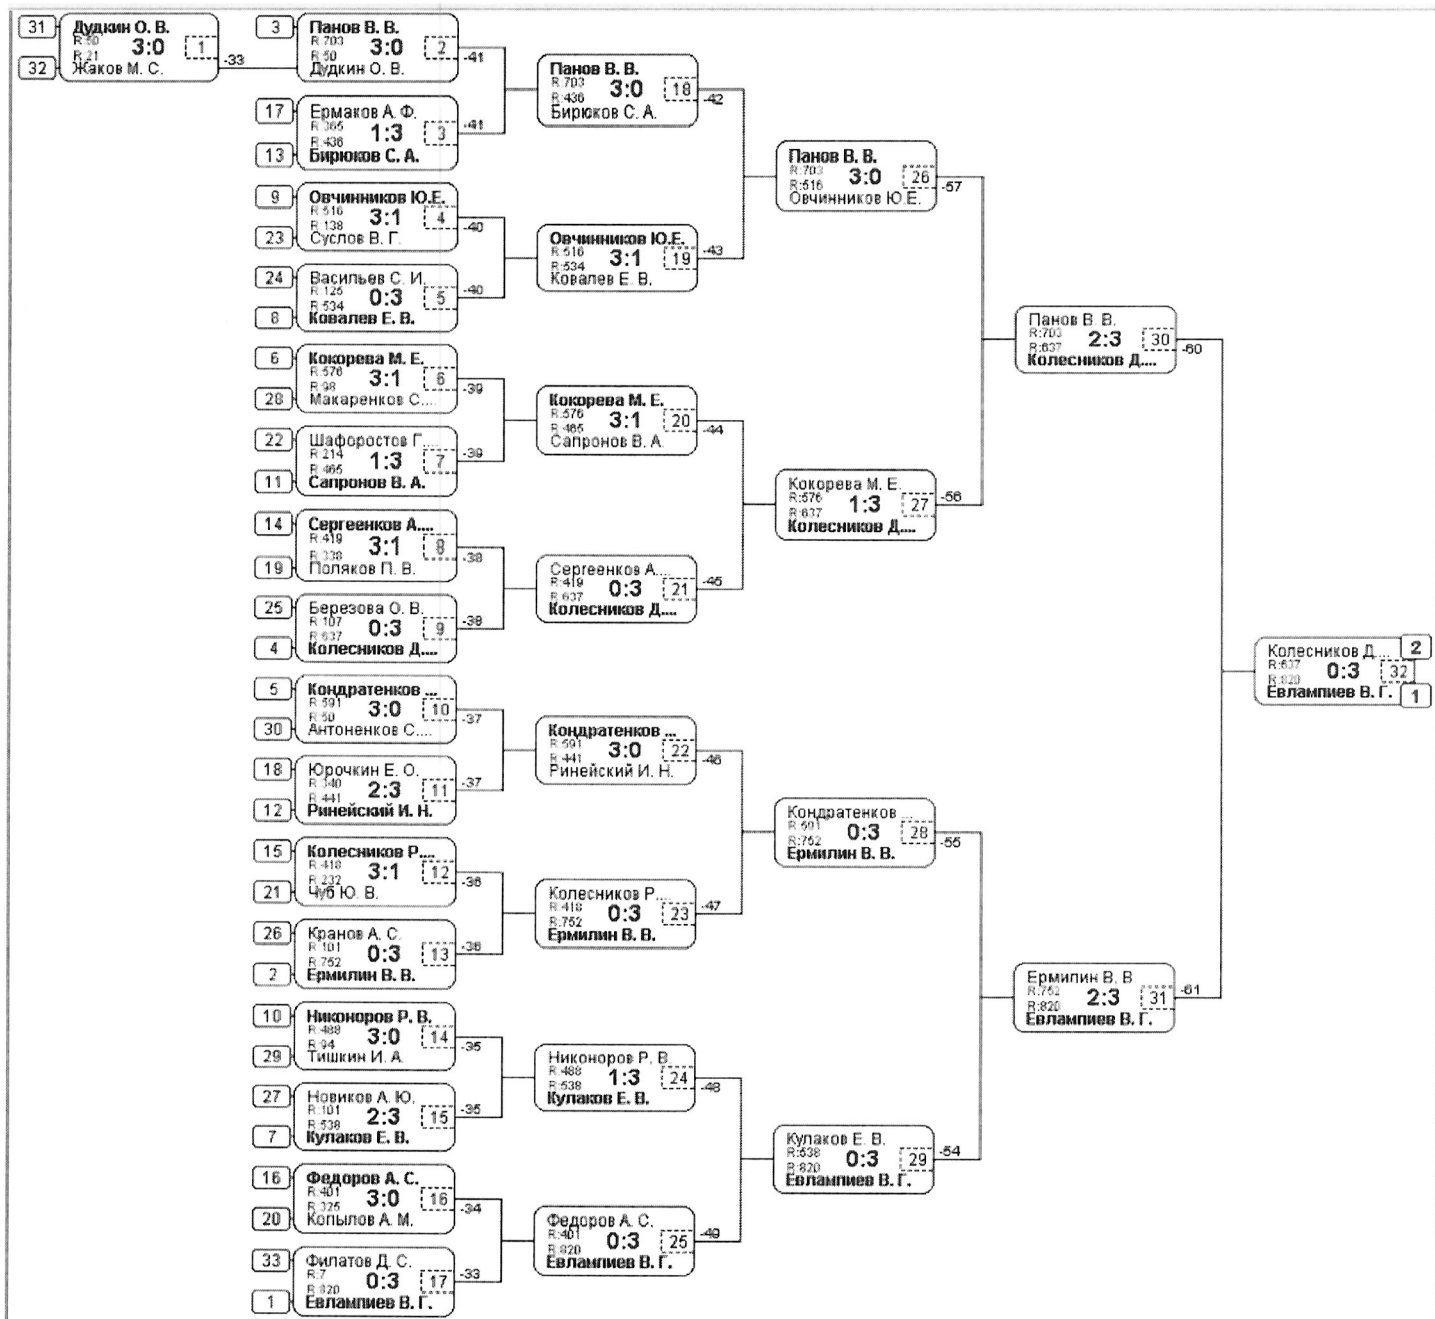 31
Дудкин О. В.
R:50
3:0
1
R:21
32
Жаков М. С.
-33
3
Панов В. В.
R:703
3:0
2
R:50
Дудкин О. В.
-41
17
Ермаков А. Ф.
R:365
1:3
3
R:436
13
Бирюков С. А.
-41
9
Овчинников Ю.Е.
R:516
3:1
4
R:138
23
Суслов В. Г.
-40
24
Васильев С. И.
R:125
0:3
5
R:534
8
Ковалев Е. В.
-40
6
Кокорева М. Е.
R:576
3:1
6
R:98
28
Макаренков С....
-39
22
Шафоростов Г....
R:214
1:3
7
R:465
11
Сапронов В. А.
-39
14
Сергеенков А....
R:419
3:1
8
R:338
19
Поляков П. В.
-38
25
Березова О. В.
R:107
0:3
9
R:637
4
Колесников Д....
-38
5
Кондратенков ...
R:591
3:0
10
R:50
30
Антоненков С....
-37
18
Юрочкин Е. О.
R:340
2:3
11
R:441
12
Ринейский И. Н.
-37
15
Колесников Р....
R:418
3:1
12
R:232
21
Чуб Ю. В.
-36
26
Кранов А. С.
R:101
0:3
13
R:752
2
Ермилин В. В.
-36
10
Никоноров Р. В.
R:488
3:0
14
R:94
29
Тишкин И. А.
-35
27
Новиков А. Ю.
R:101
2:3
15
R:538
7
Кулаков Е. В.
-35
16
Федоров А. С.
R:401
3:0
16
R:325
20
Копылов А. М.
-34
33
Филатов Д. С.
R:7
0:3
17
R:820
1
Евлампиев В. Г.
-33
Панов В. В.
R:703
3:0
18
R:436
Бирюков С. А.
-42
Овчинников Ю.Е.
R:516
3:1
19
R:534
Ковалев Е. В.
-43
Кокорева М. Е.
R:576
3:1
20
R:465
Сапронов В. А.
-44
Сергеенков А....
R:419
0:3
21
R:637
Колесников Д....
-45
Кондратенков ...
R:591
3:0
22
R:441
Ринейский И. Н.
-46
Колесников Р....
R:418
0:3
23
R:752
Ермилин В. В.
-47
Никоноров Р. В.
R:488
1:3
24
R:538
Кулаков Е. В.
-48
Федоров А. С.
R:401
0:3
25
R:820
Евлампиев В. Г.
-49
Панов В. В.
R:703
3:0
26
R:516
Овчинников Ю.Е.
-57
Кокорева М. Е.
R:576
1:3
27
R:637
Колесников Д....
-56
Кондратенков ...
R:591
0:3
28
R:752
Ермилин В. В.
-55
Кулаков Е. В.
R:538
0:3
29
R:820
Евлампиев В. Г.
-54
Панов В. В.
R:703
2:3
30
R:637
Колесников Д....
-60
Ермилин В. В
R:752
2:3
31
R:820
Евлампиев В. Г.
-61
Колесников Д....
2
R:637
0:3
32
R:820
Евлампиев В. Г.
1